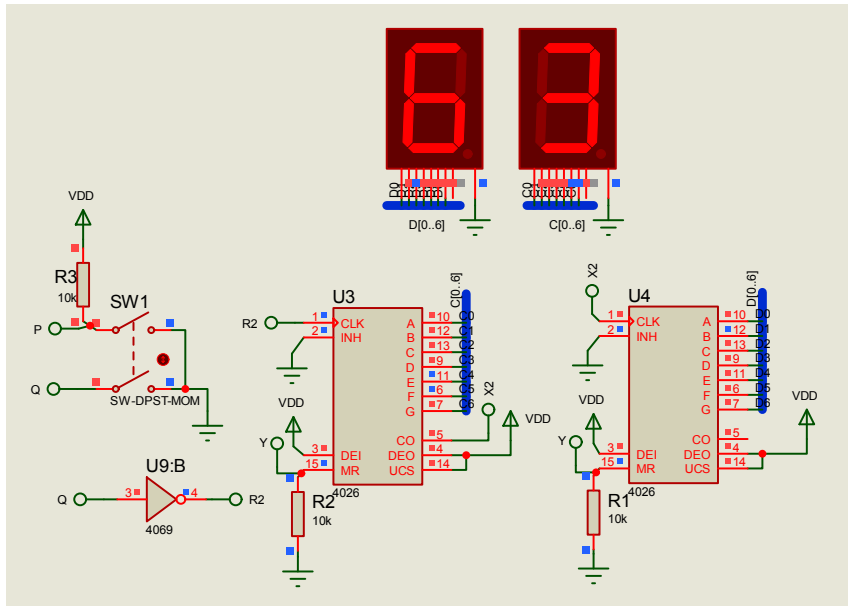 D0
C0
D[0..6]
C[0..6]
VDD
R3
10k
SW1
P
Q
SW-DPST-MOM
U9:B
Q
3
4
R2
4069
U3
C[0..6]
R2
1
CLK
A
10
C0
2
INH
B
12
C1
C
13
C2
D
9
C3
E
11
C4
F
6
C5
G
7
C6
X2
VDD
VDD
Y
CO
5
3
DEI
DEO
4
15
MR
UCS
14
4026
R2
10k
X2
U4
D[0..6]
1
CLK
A
10
D0
2
INH
B
12
D1
C
13
D2
D
9
D3
E
11
D4
F
6
D5
G
7
D6
VDD
VDD
Y
CO
5
3
DEI
DEO
4
15
MR
UCS
14
4026
R1
10k